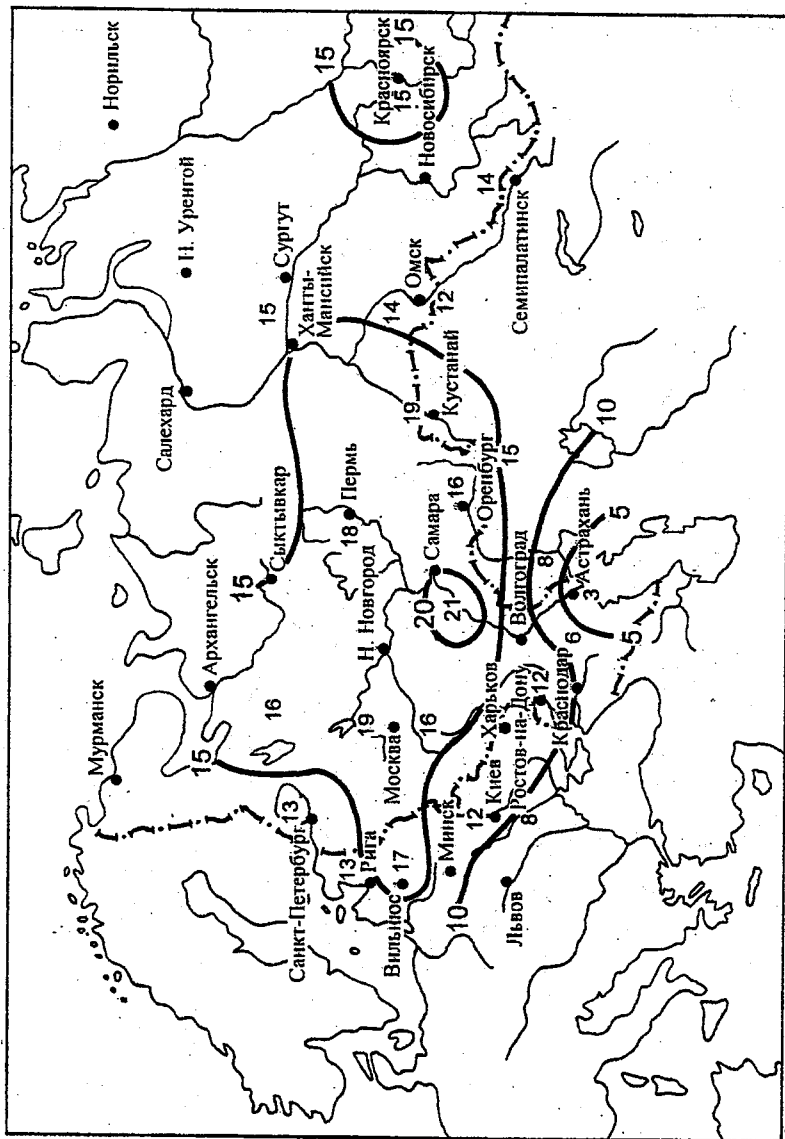 Норильск
Мурманск
Н. Уренгой
Салехард
Архангельск
15
15
16
Сыктывкар
15
Ханты-
Мансийск
Сургут
Санкт-Петербург
13
15
Красноярск
15
15
Пермь
18
13
Рига
19
Н. Новгород
14
Москва
Вильнюс
17
16
20
21
Самара
19
Кустанай
Омск
12
Новосибирск
Минск
12
16
Оренбург
14
10
Киев
Харьков
15
Семипалатинск
Львов
8
Ростов-на-Дону
Волгоград
12
8
Краснодар
6
3
Астрахань
10
5
5